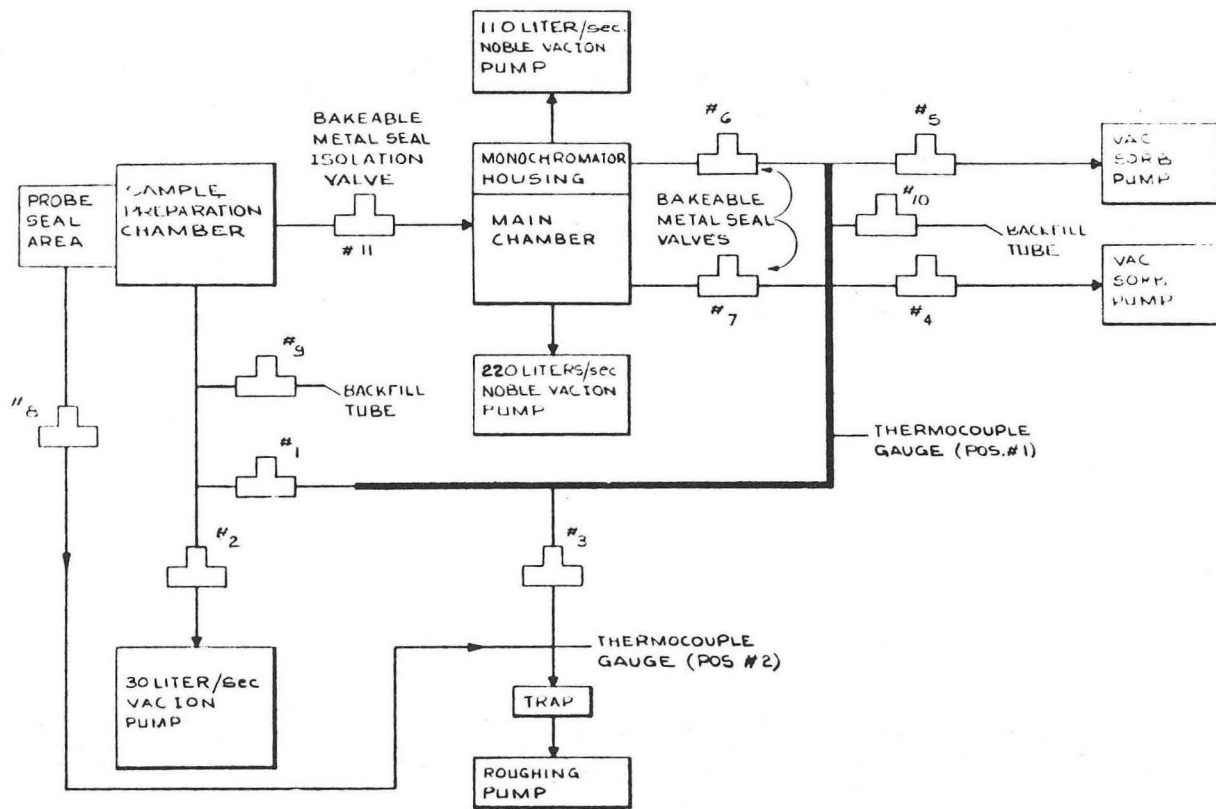 110 LITER/sec.
NOBLE VACION
PUMP
BAKEABLE
METAL SEAL
ISOLATION
VALVE
#6
#5
PROBE
SEAL
AREA
SAMPLE
PREPARATION
CHAMBER
#11
MONOCHROMATOR
HOUSING
MAIN
CHAMBER
BAKEABLE
METAL SEAL
VALVES
VAC
SORB
PUMP
#10
BACKFILL
TUBE
#7
#4
VAC
SORB
PUMP
#9
BACKFILL
TUBE
#8
220 LITERS/sec
NOBLE VACION
PUMP
#1
THERMOCOUPLE
GAUGE (POS.#1)
#2
#3
30 LITER/sec
VACION
PUMP
THERMOCOUPLE
GAUGE (POS #2)
TRAP
ROUGHING
PUMP